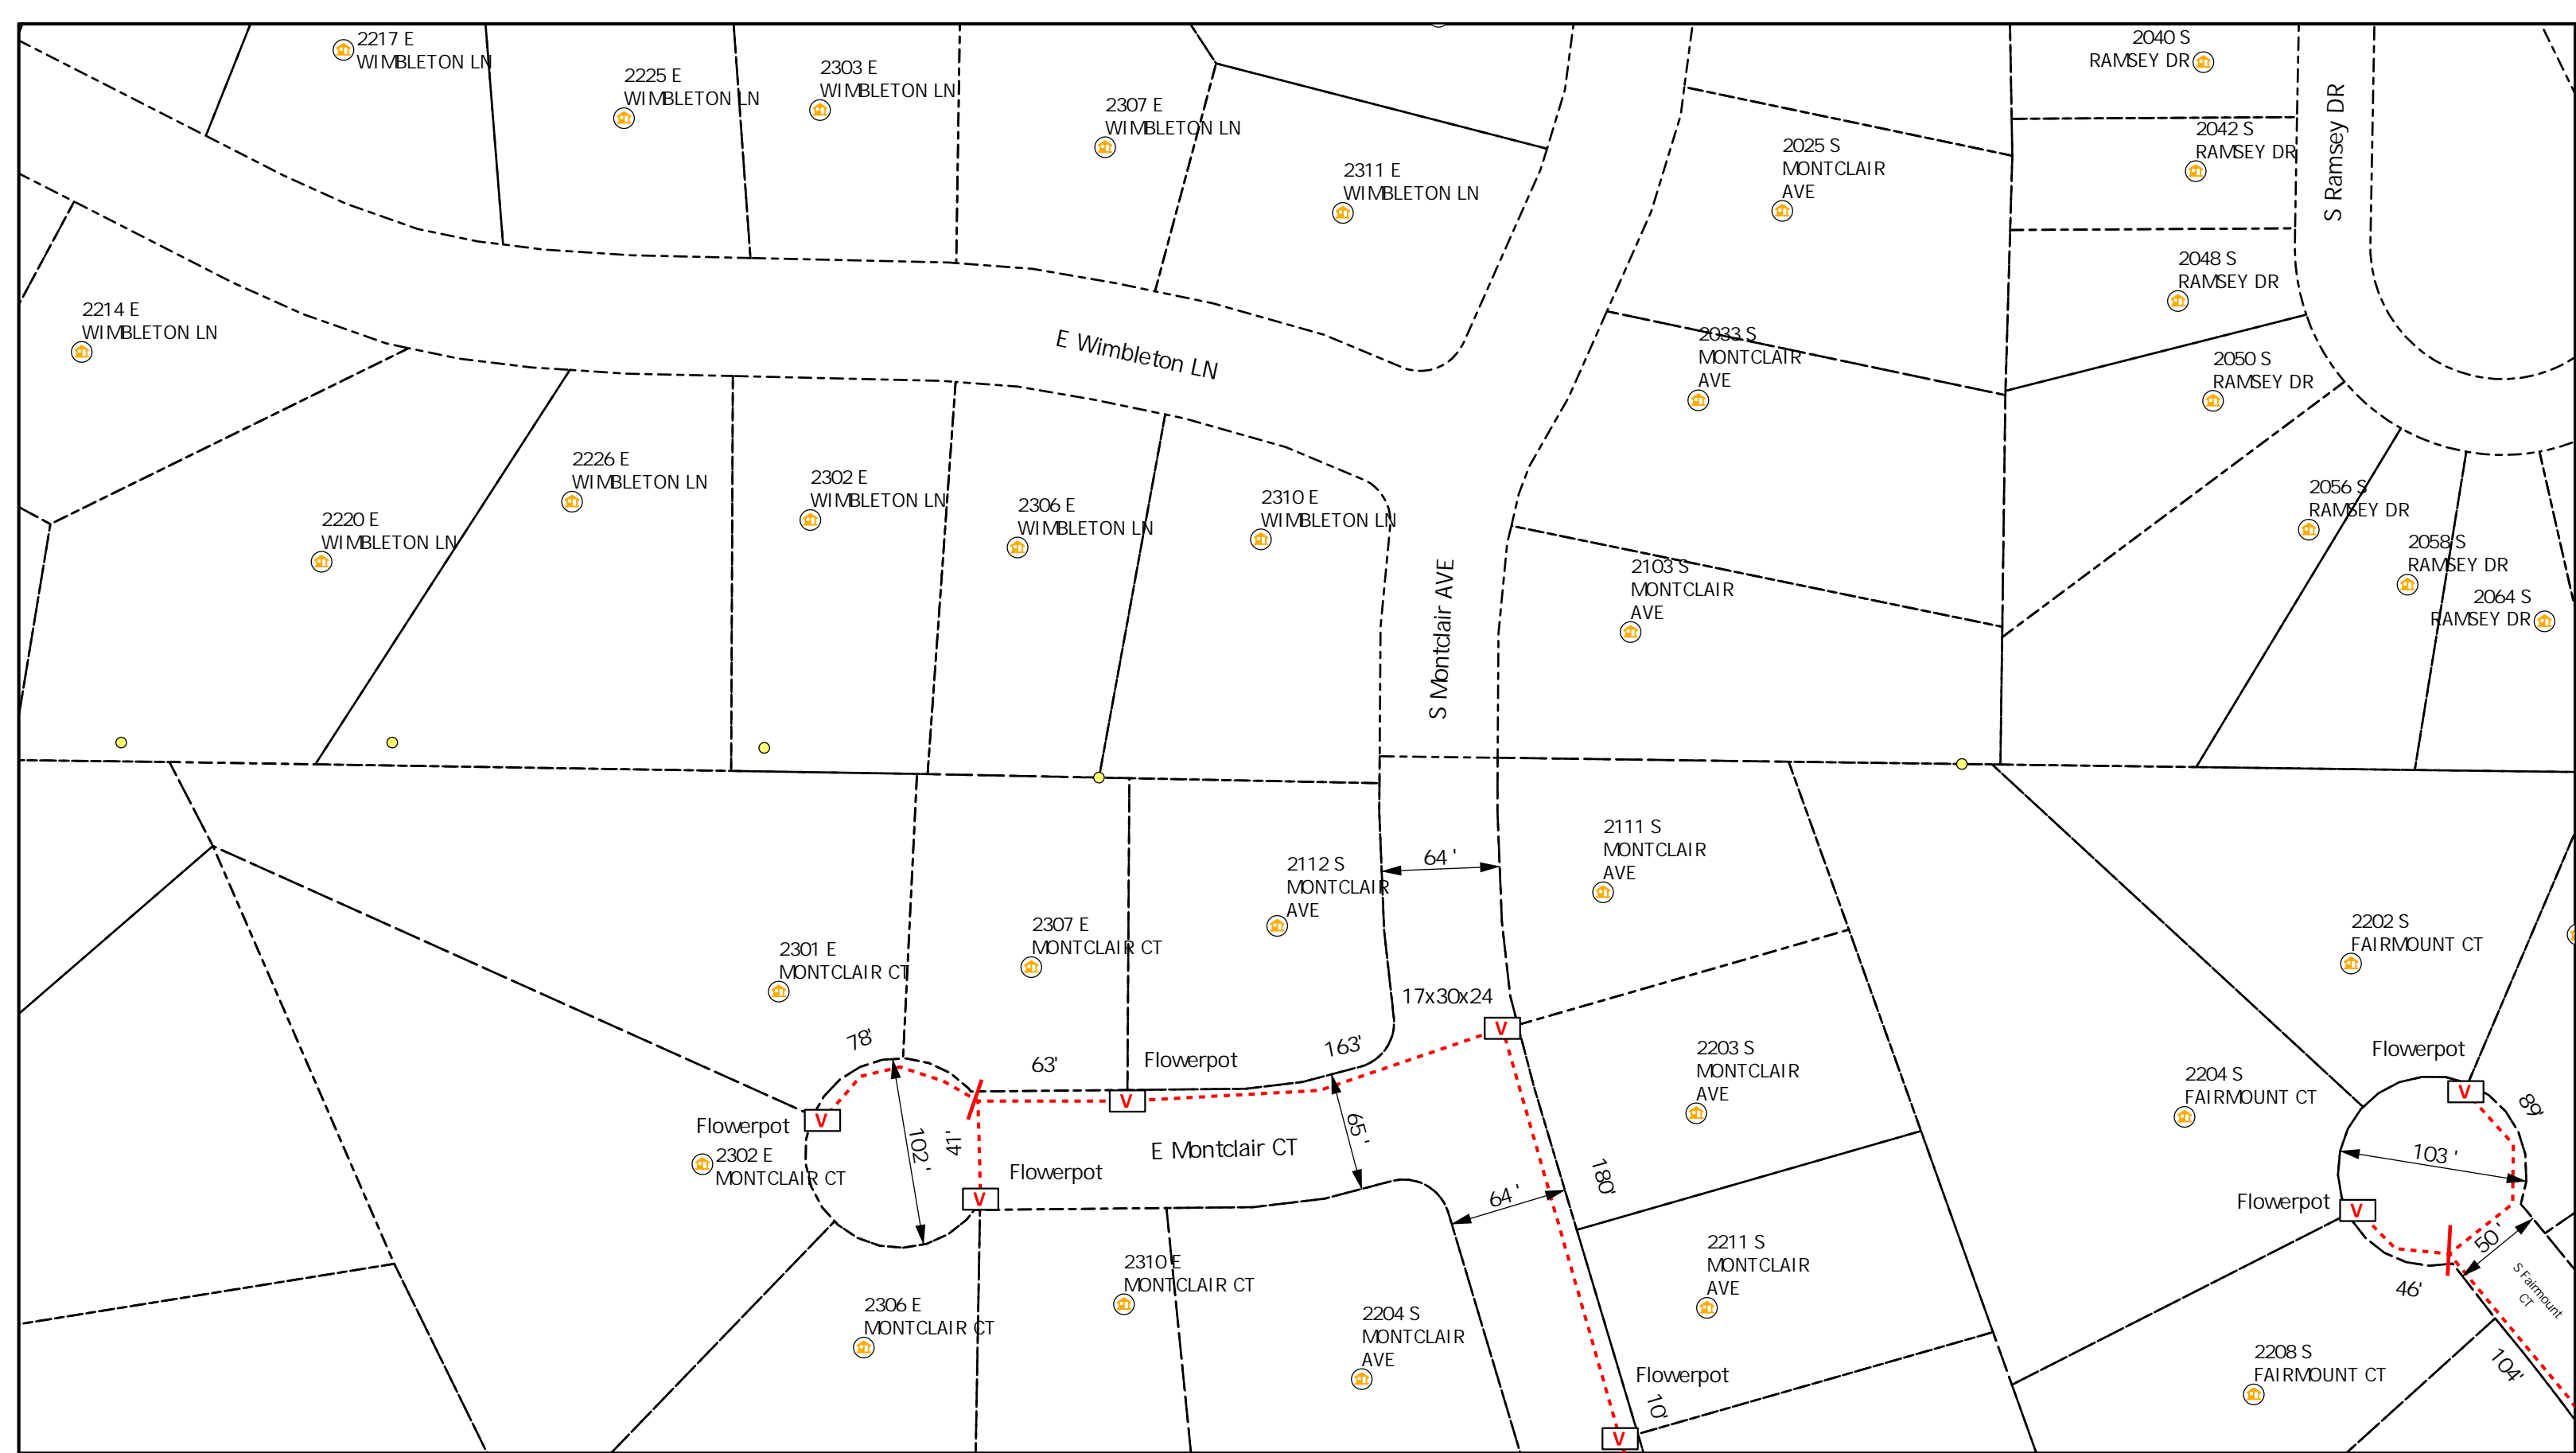 2217 E
WIMBLETON LN
2225 E
WIMBLETON LN
2303 E
WIMBLETON LN
2307 E
WIMBLETON LN
2311 E
WIMBLETON LN
2025 S
MONTCLAIR
AVE
2040 S
RAMSEY DR
2042 S
RAMSEY DR
S Ramsey DR
2048 S
RAMSEY DR
2214 E
WIMBLETON LN
E Wimbleton LN
2033 S
MONTCLAIR
AVE
2050 S
RAMSEY DR
2220 E
WIMBLETON LN
2226 E
WIMBLETON LN
2302 E
WIMBLETON LN
2306 E
WIMBLETON LN
2310 E
WIMBLETON LN
S Montclair AVE
2103 S
MONTCLAIR
AVE
2056 S
RAMSEY DR
2058 S
RAMSEY DR
2064 S
RAMSEY DR
2301 E
MONTCLAIR CT
2307 E
MONTCLAIR CT
2112 S
MONTCLAIR
AVE
64 '
2111 S
MONTCLAIR
AVE
2202 S
FAIRMOUNT CT
17x30x24
V
78'
63'
Flowerpot
163'
V
2203 S
MONTCLAIR
AVE
2204 S
FAIRMOUNT CT
Flowerpot
V
89'
Flowerpot
V
102 '
41'
65 '
E Montclair CT
2302 E
MONTCLAIR CT
Flowerpot
V
64 '
180'
103 '
Flowerpot
V
50 '
46'
S Fairmount
CT
104'
2306 E
MONTCLAIR CT
2310 E
MONTCLAIR CT
2204 S
MONTCLAIR
AVE
2211 S
MONTCLAIR
AVE
Flowerpot
10'
V
2208 S
FAIRMOUNT CT